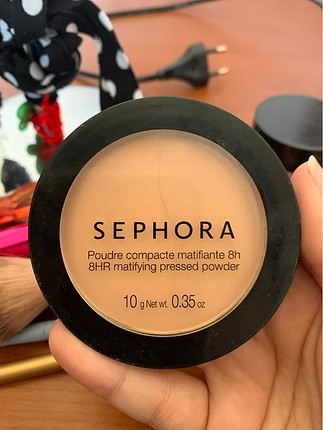 SEPHORA
Poudre compacte matifiante 8h
8HR matifying pressed powder
10 g Net wt. 0.35 oz